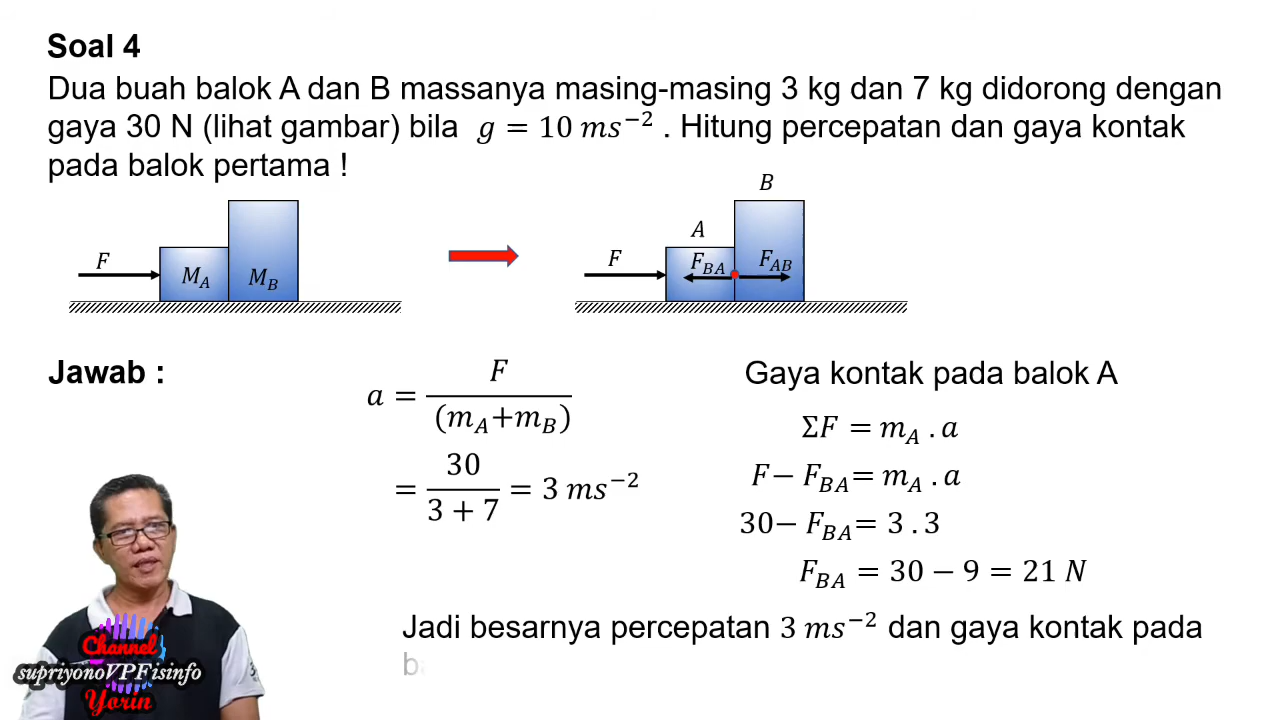 Soal 4
Dua buah balok A dan B massanya masing-masing 3 kg dan 7 kg didorong dengan
gaya 30 N (lihat gambar) bila g = 10 ms⁻² . Hitung percepatan dan gaya kontak
pada balok pertama !
F
M_A
M_B
F
A
B
F_BA
F_AB
Jawab :
a = F / (m_A+m_B)
= 30 / 3 + 7 = 3 ms⁻²
Gaya kontak pada balok A
ΣF = m_A . a
F− F_BA= m_A . a
30− F_BA= 3 . 3
F_BA = 30 − 9 = 21 N
Jadi besarnya percepatan 3 ms⁻² dan gaya kontak pada
Channel
supriyonoVPFisinfo
Yorin